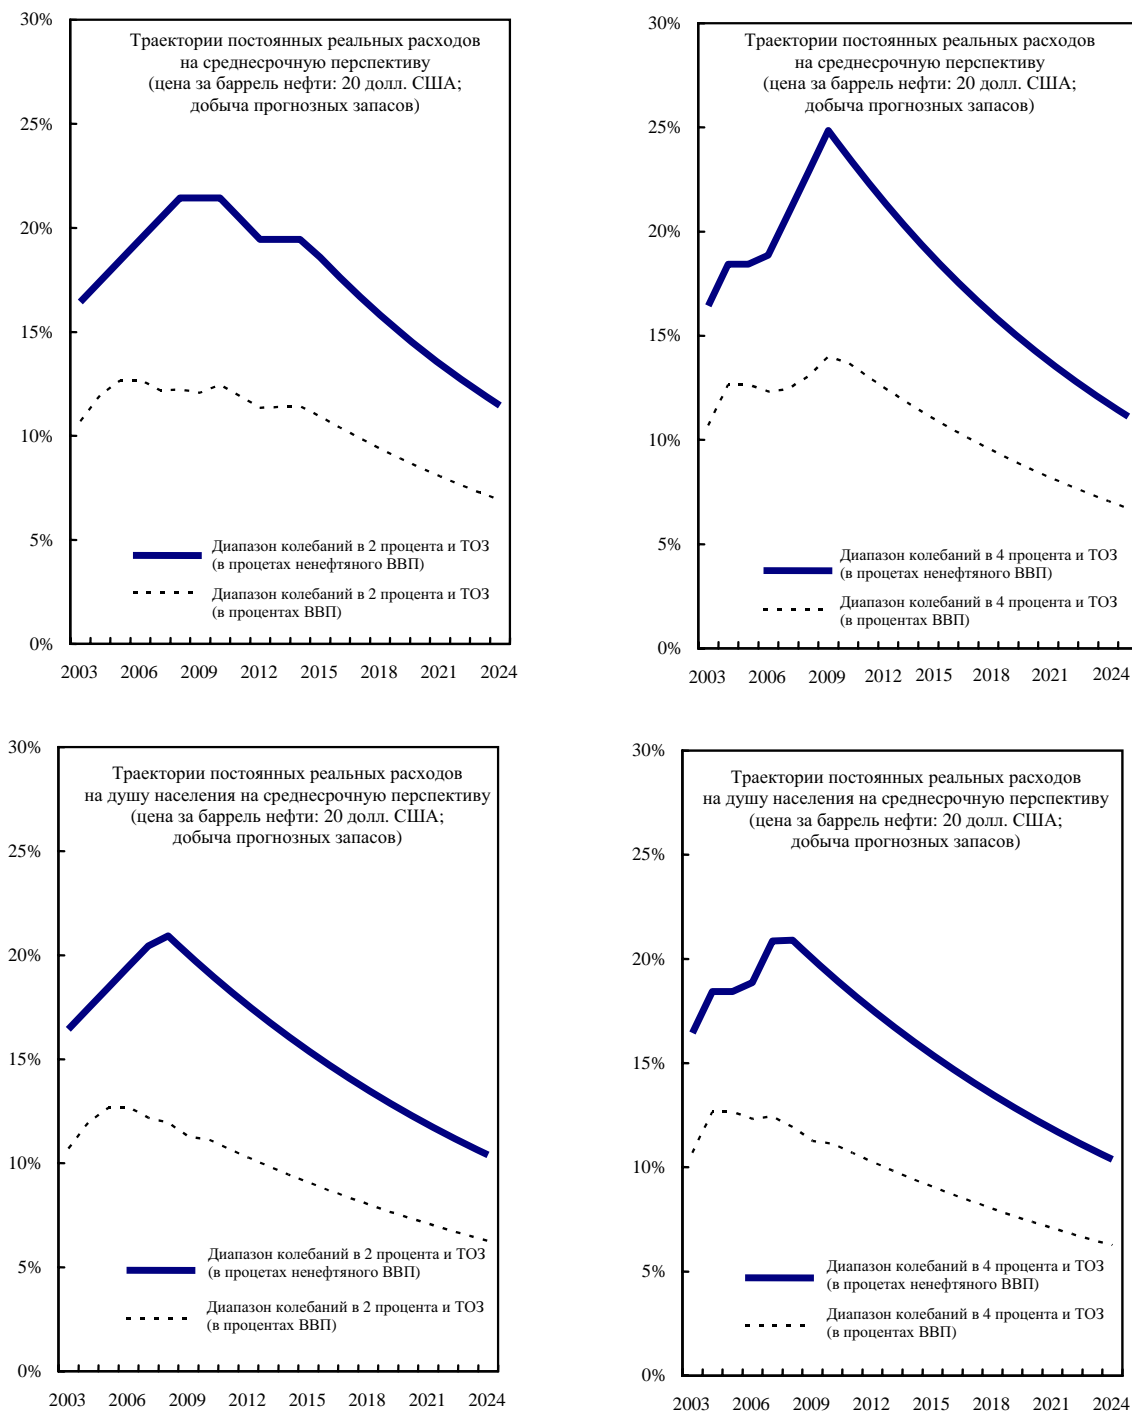 30%
Траектории постоянных реальных расходов
на среднесрочную перспективу
(цена за баррель нефти: 20 долл. США;
добыча прогнозных запасов)
25%
20%
15%
10%
5%
0%
Диапазон колебаний в 2 процента и ТОЗ
(в процетах ненефтяного ВВП)
Диапазон колебаний в 2 процента и ТОЗ
(в процентах ВВП)
2003 2006 2009 2012 2015 2018 2021 2024
30%
Траектории постоянных реальных расходов
на среднесрочную перспективу
(цена за баррель нефти: 20 долл. США;
добыча прогнозных запасов)
25%
20%
15%
10%
5%
0%
Диапазон колебаний в 4 процента и ТОЗ
(в процетах ненефтяного ВВП)
Диапазон колебаний в 4 процента и ТОЗ
(в процентах ВВП)
2003 2006 2009 2012 2015 2018 2021 2024
30%
Траектории постоянных реальных расходов
на душу населения на среднесрочную перспективу
(цена за баррель нефти: 20 долл. США;
добыча прогнозных запасов)
25%
20%
15%
10%
5%
0%
Диапазон колебаний в 2 процента и ТОЗ
(в процетах ненефтяного ВВП)
Диапазон колебаний в 2 процента и ТОЗ
(в процентах ВВП)
2003 2006 2009 2012 2015 2018 2021 2024
30%
Траектории постоянных реальных расходов
на душу населения на среднесрочную перспективу
(цена за баррель нефти: 20 долл. США;
добыча прогнозных запасов)
25%
20%
15%
10%
5%
0%
Диапазон колебаний в 4 процента и ТОЗ
(в процетах ненефтяного ВВП)
Диапазон колебаний в 4 процента и ТОЗ
(в процентах ВВП)
2003 2006 2009 2012 2015 2018 2021 2024